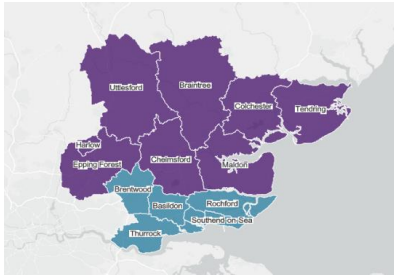 Uttlesford
Braintree
Colchester
Tendring
Harlow
Epping Forest
Chelmsford
Maldon
Brentwood
Basildon
Rochford
Southend-on-Sea
Thurrock